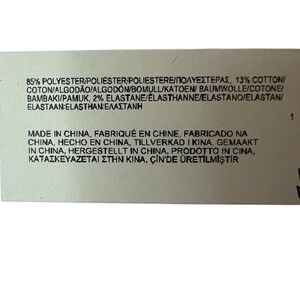 85% POLYESTER/POLIÉSTER/POLIESTERE/ΠΟΛΥΕΣΤΕΡΑΣ, 13% COTTON/
COTON/ALGODÃO/ALGODÓN/BOMULL/KATOEN/ BAUMWOLLE/COTONE/
BAMBAKI/PAMUK, 2% ELASTANE/ÉLASTHANNE/ELASTANO/ELASTAN/
ELASTAAN:ELASTHAN:ΕΛΑΣΤΑΝΗ
1
MADE IN CHINA, FABRIQUÉ EN CHINE, FABRICADO NA
CHINA, HECHO EN CHINA, TILLVERKAD I KINA, GEMAAKT
IN CHINA, HERGESTELLT IN CHINA, PRODOTTO IN CINA,
ΚΑΤΑΣΚΕΥΑΖΕΤΑΙ ΣΤΗΝ ΚΙΝΑ, ÇİN'DE ÜRETİLMİŞTİR